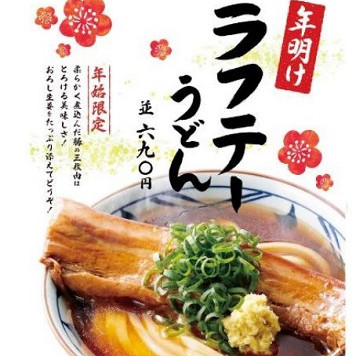 年明け
ラフテー
うどん
並 六九〇円
年始限定
柔らかく煮込んだ豚の三枚肉は
とろける美味しさ!
おろし生姜をたっぷり添えてどうぞ!